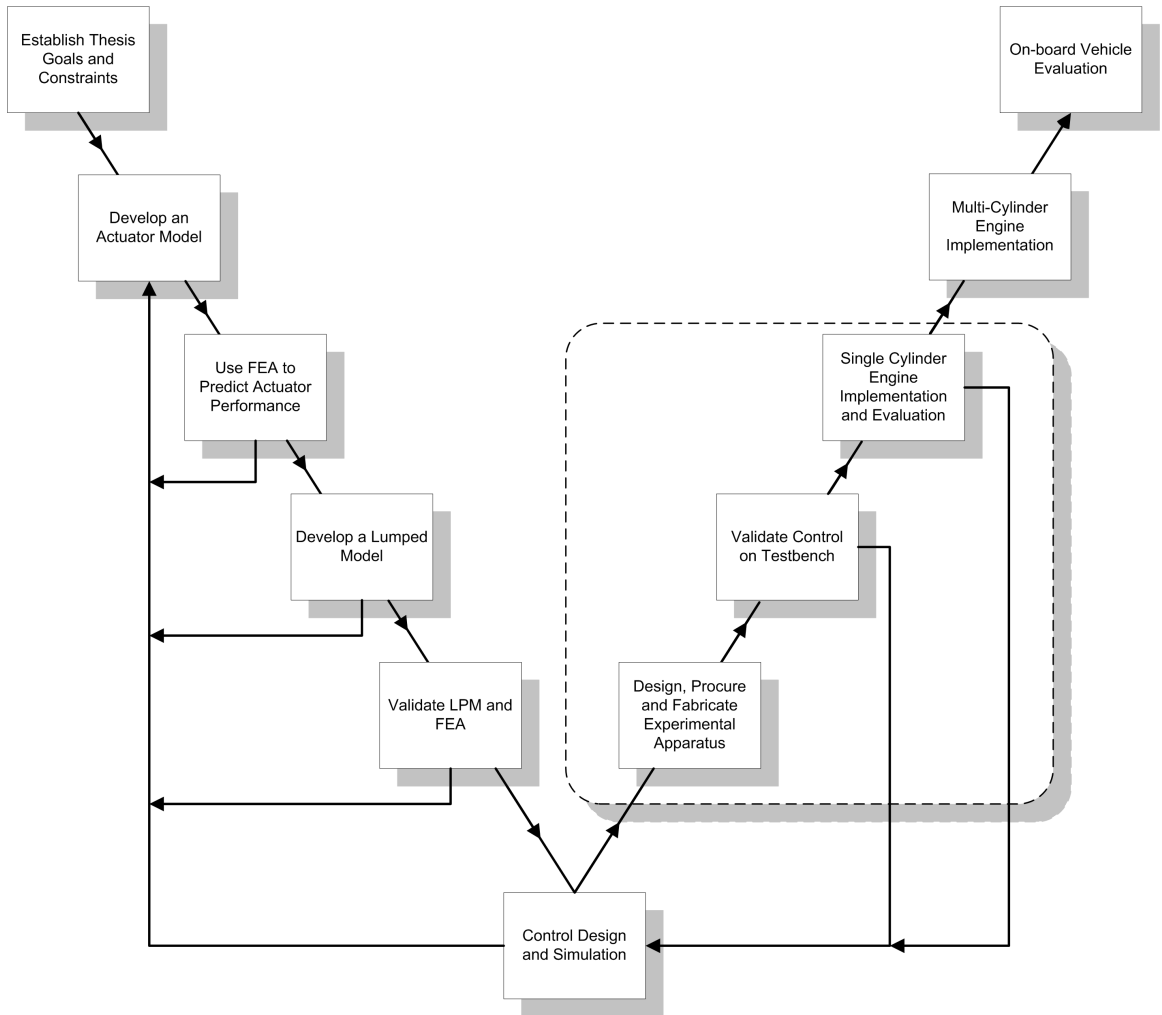 Establish Thesis
Goals and
Constraints
On-board Vehicle
Evaluation
Develop an
Actuator Model
Multi-Cylinder
Engine
Implementation
Use FEA to
Predict Actuator
Performance
Single Cylinder
Engine
Implementation
and Evaluation
Develop a Lumped
Model
Validate Control
on Testbench
Validate LPM and
FEA
Design, Procure
and Fabricate
Experimental
Apparatus
Control Design
and Simulation